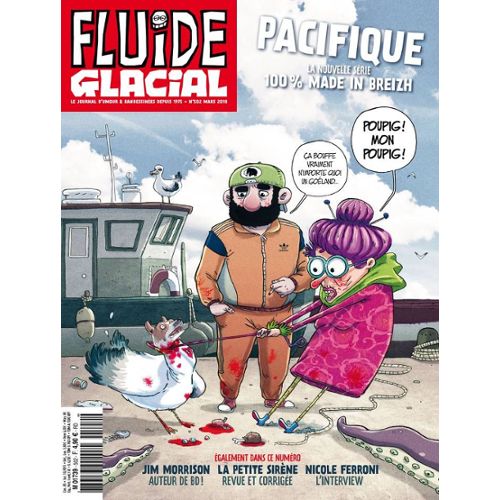 FLUIDE
GLACIAL
LE JOURNAL D'UMOUR & BANDESSINÉES DEPUIS 1975 - N°502 MARS 2018
PACIFIQUE
LA NOUVELLE SÉRIE
100% MADE IN BREIZH
POUPIG!
MON
POUPIG!
ÇA BOUFFE
VRAIMENT
N'IMPORTE QUOI
UN GOÉLAND...
adidas
ÉGALEMENT DANS CE NUMÉRO
JIM MORRISON
AUTEUR DE BD!
LA PETITE SIRÈNE
REVUE ET CORRIGÉE
NICOLE FERRONI
L'INTERVIEW